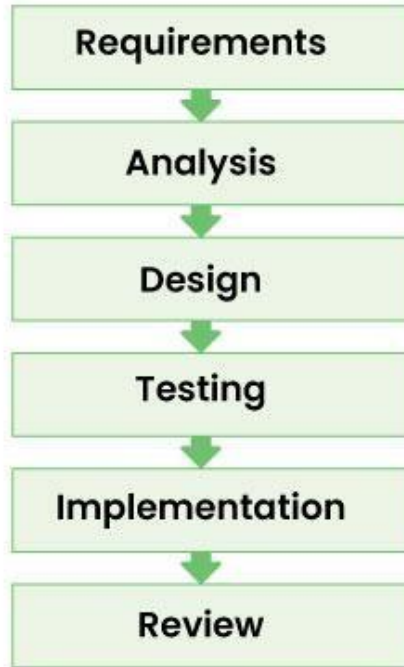 Requirements
Analysis
Design
Testing
Implementation
Review